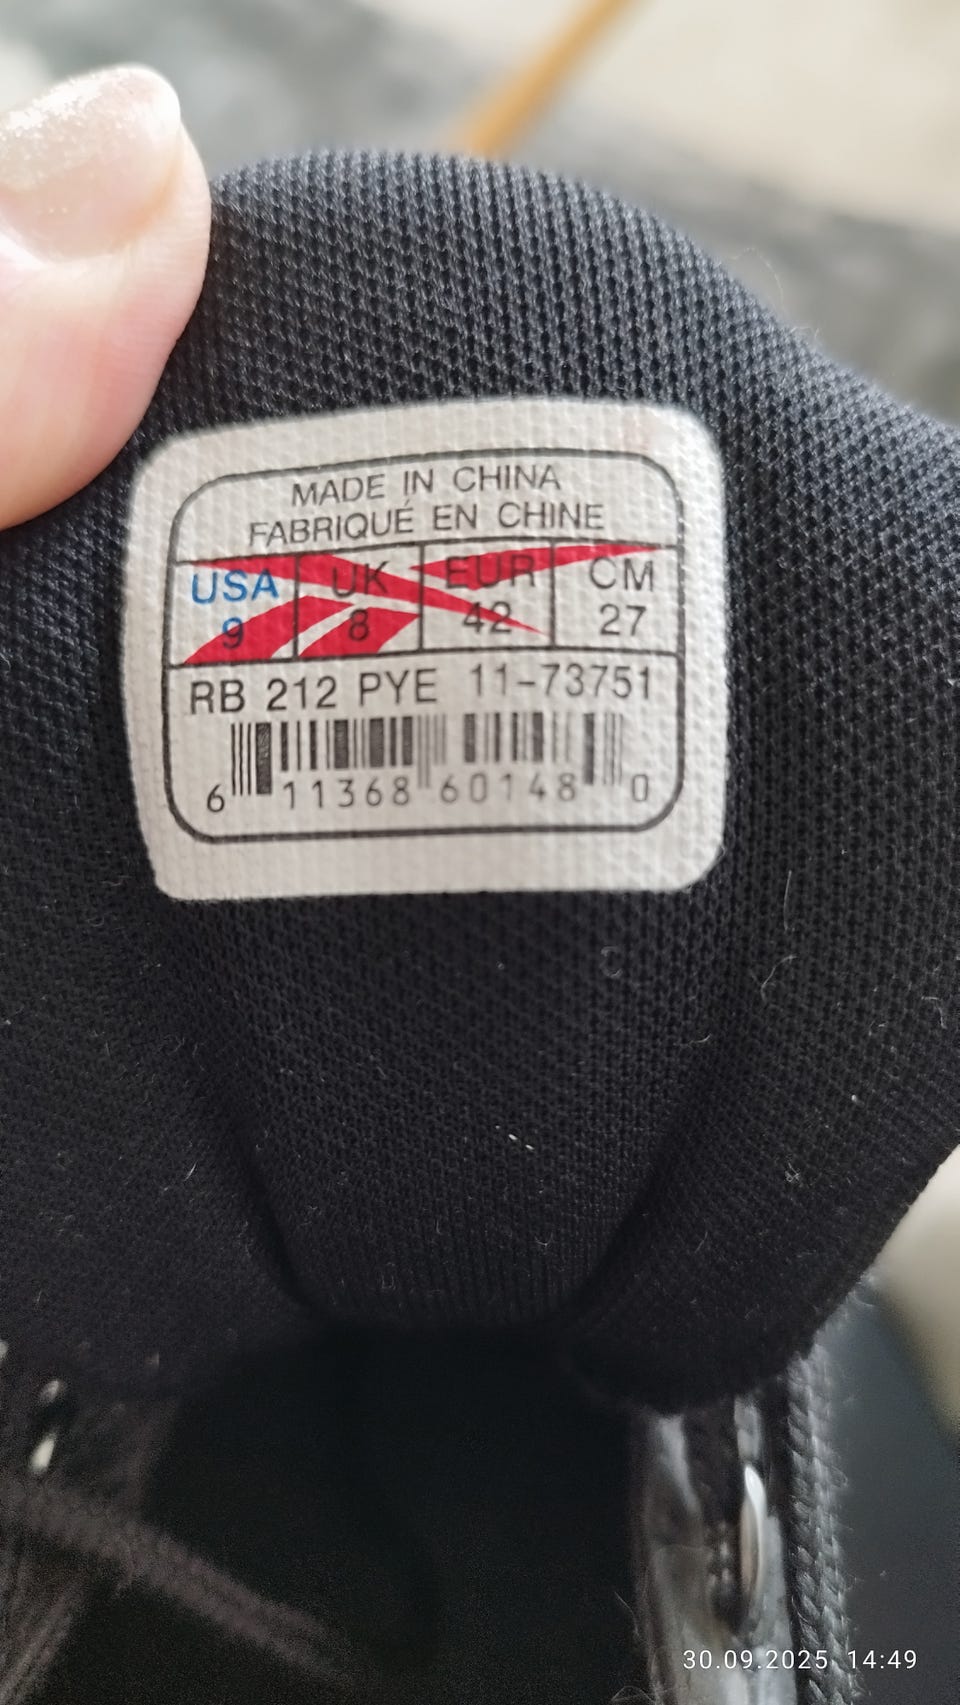 MADE IN CHINA
FABRIQUÉ EN CHINE
USA UK EUR CM
9 8 42 27
RB 212 PYE 11-73751
6 11368 60148 0
30.09.2025 14:49